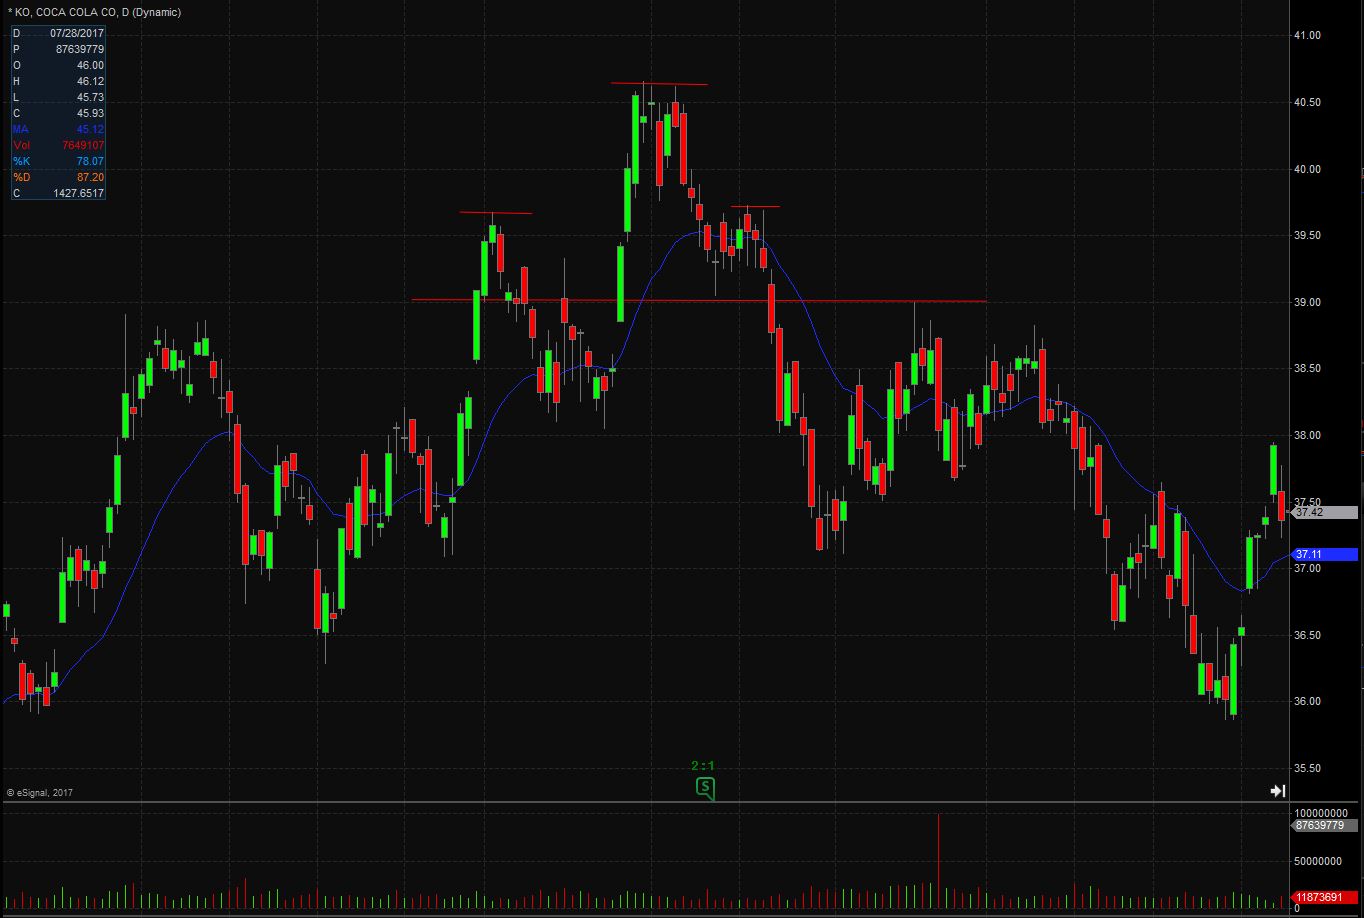 * KO, COCA COLA CO, D (Dynamic)
D 07/28/2017
P 87639779
O 46.00
H 46.12
L 45.73
C 45.93
MA 45.12
Vol 7649107
%K 78.07
%D 87.20
C 1427.6517
41.00
40.50
40.00
39.50
39.00
38.50
38.00
37.50
37.42
37.11
37.00
36.50
36.00
35.50
2:1
S
© eSignal, 2017
100000000
87639779
50000000
11873691
0